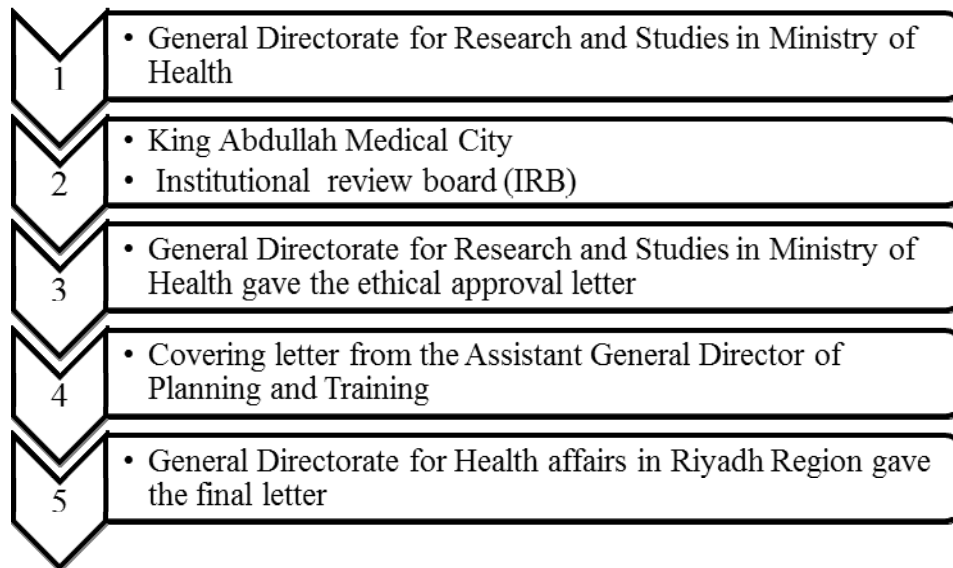 1
• General Directorate for Research and Studies in Ministry of
Health
2
• King Abdullah Medical City
• Institutional review board (IRB)
3
• General Directorate for Research and Studies in Ministry of
Health gave the ethical approval letter
4
• Covering letter from the Assistant General Director of
Planning and Training
5
• General Directorate for Health affairs in Riyadh Region gave
the final letter